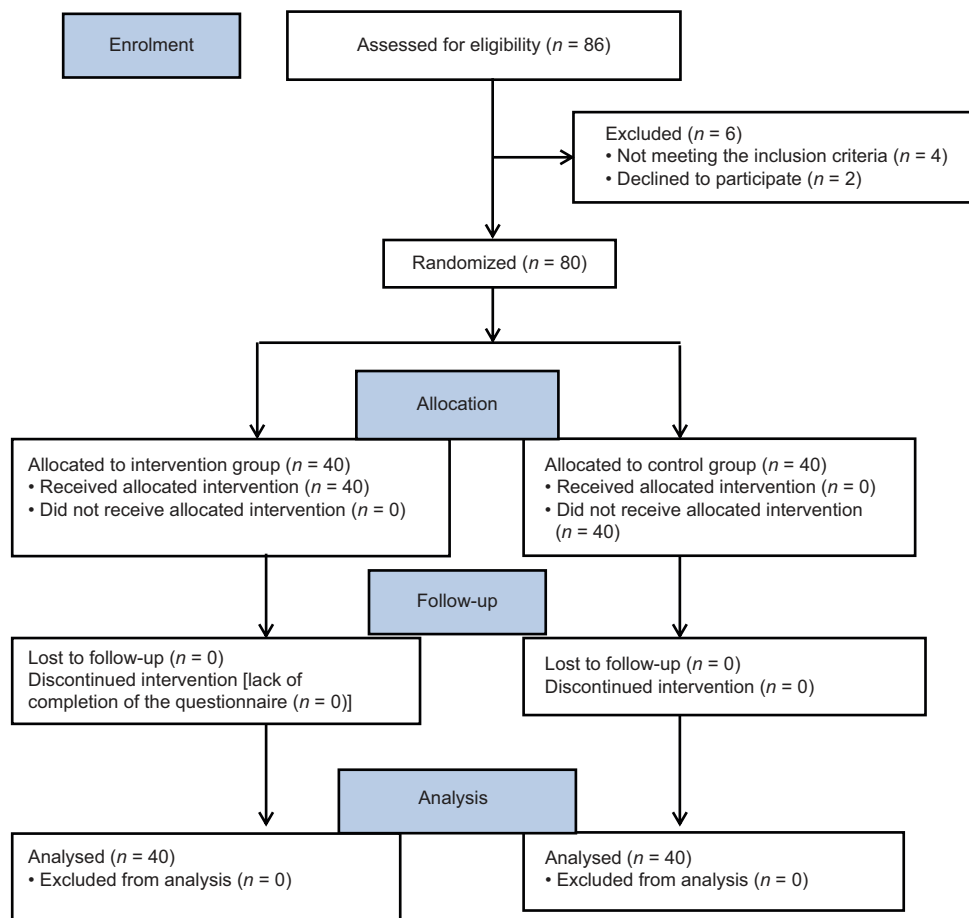 Enrolment
Assessed for eligibility (n = 86)
Excluded (n = 6)
• Not meeting the inclusion criteria (n = 4)
• Declined to participate (n = 2)
Randomized (n = 80)
Allocation
Allocated to intervention group (n = 40)
• Received allocated intervention (n = 40)
• Did not receive allocated intervention (n = 0)
Allocated to control group (n = 40)
• Received allocated intervention (n = 0)
• Did not receive allocated intervention
(n = 40)
Follow-up
Lost to follow-up (n = 0)
Discontinued intervention [lack of
completion of the questionnaire (n = 0)]
Lost to follow-up (n = 0)
Discontinued intervention (n = 0)
Analysis
Analysed (n = 40)
• Excluded from analysis (n = 0)
Analysed (n = 40)
• Excluded from analysis (n = 0)